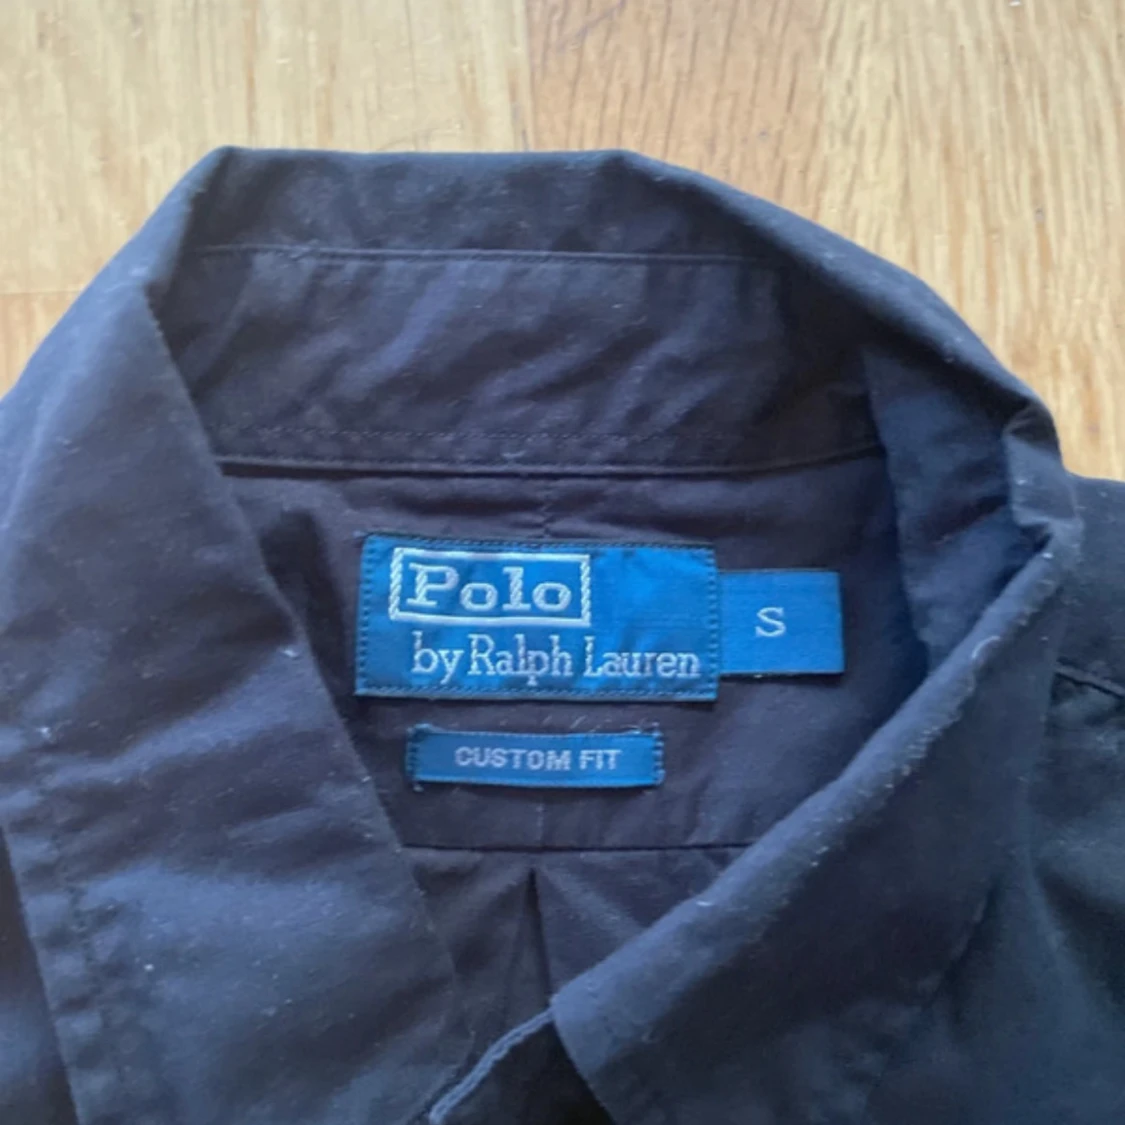 Polo
by Ralph Lauren
S
CUSTOM FIT